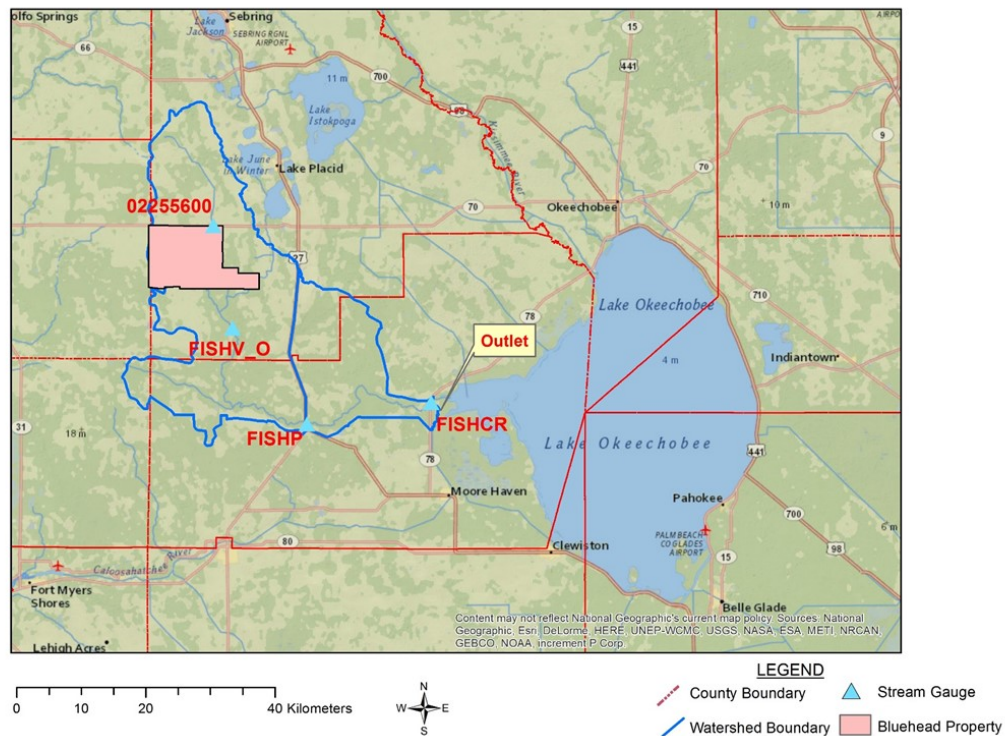 olfo Springs
Sebring
Lake
Jackson
SEBRING RGNL
AIRPORT
66
15
441
AIRPO
11 m
700
98
Lake
Istokpoga
Kissimmee River
9
Lake June
in Winter
Lake Placid
70
02255600
70
Okeechobee
10 m
27
Lake Okeechobee
710
78
4 m
Outlet
Indiantown
FISHV_O
31
18 m
FISHP
FISHCR
Lake Okeechobee
441
78
Moore Haven
Pahokee
700
PALM BEACH
CO GLADES
AIRPORT
6 m
80
Clewiston
15
98
Caloosahatchee River
Fort Myers
Shores
Belle Glade
Lehigh Acres
Content may not reflect National Geographic's current map policy. Sources: National
Geographic, Esri, DeLorme, HERE, UNEP-WCMC, USGS, NASA, ESA, METI, NRCAN,
GEBCO, NOAA, increment P Corp.
0 10 20 40 Kilometers
N
W E
S
LEGEND
County Boundary
Stream Gauge
Watershed Boundary
Bluehead Property